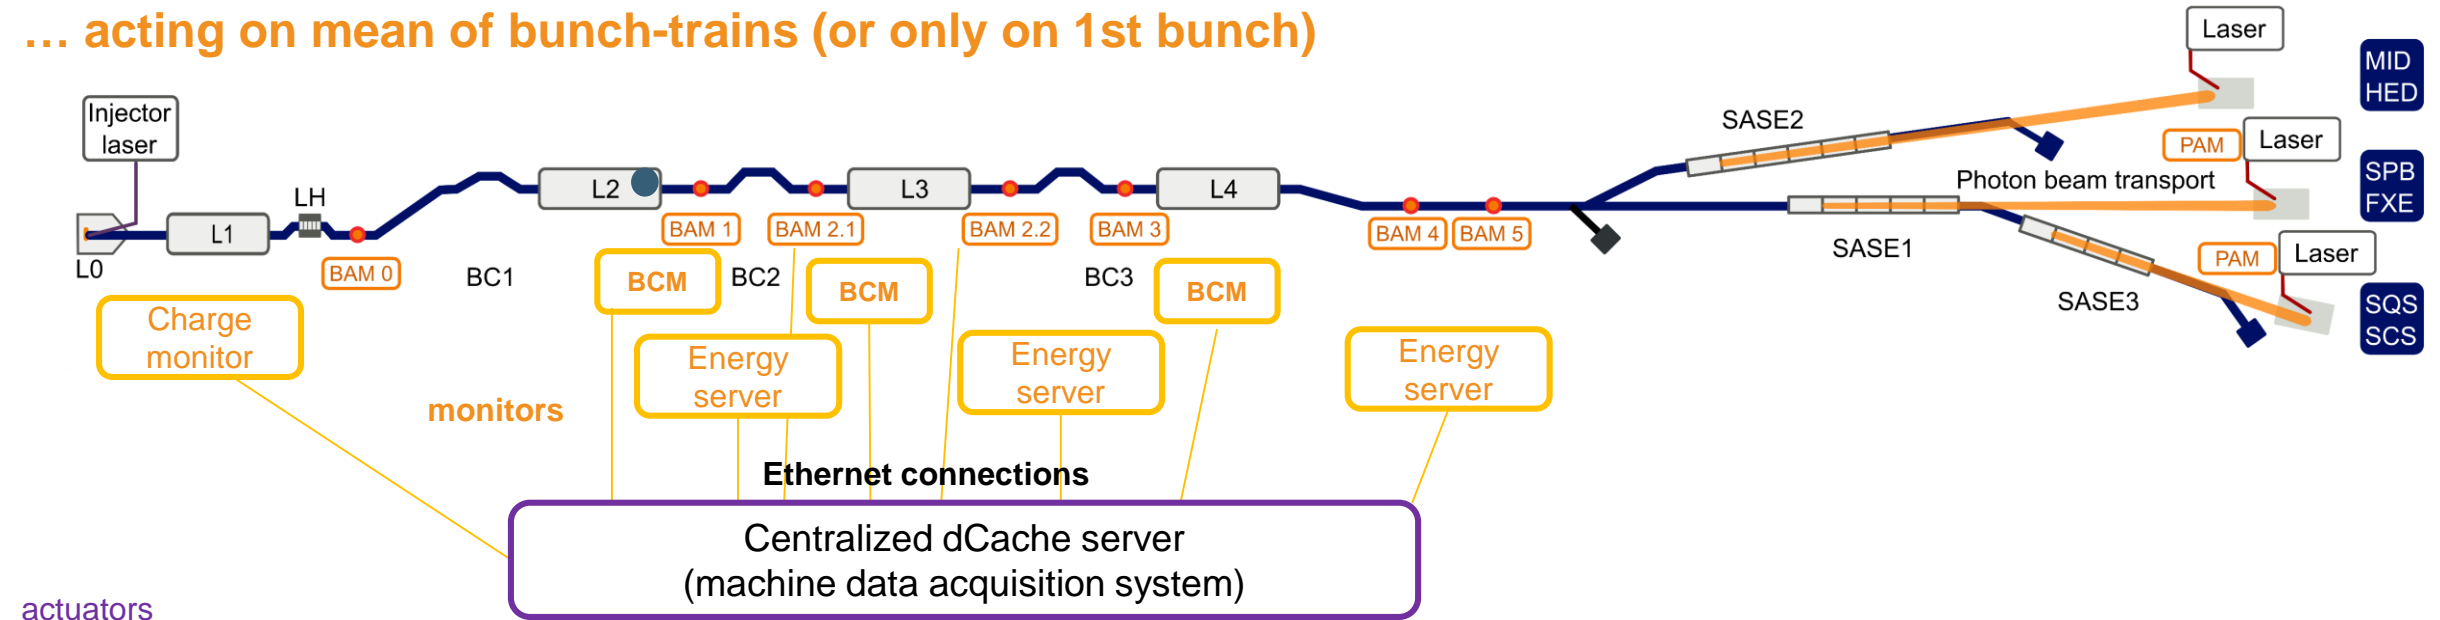 … acting on mean of bunch-trains (or only on 1st bunch)
Laser
MID
HED
Injector
laser
SASE2
PAM
Laser
SPB
FXE
Photon beam transport
LH
L2
L3
L4
L1
BAM 1
BAM 2.1
BAM 2.2
BAM 3
BAM 4
BAM 5
SASE1
PAM
Laser
L0
BAM 0
BC1
BCM
BC2
BCM
BC3
BCM
SASE3
SQS
SCS
Charge
monitor
Energy
server
Energy
server
Energy
server
monitors
Ethernet connections
Centralized dCache server
(machine data acquisition system)
actuators